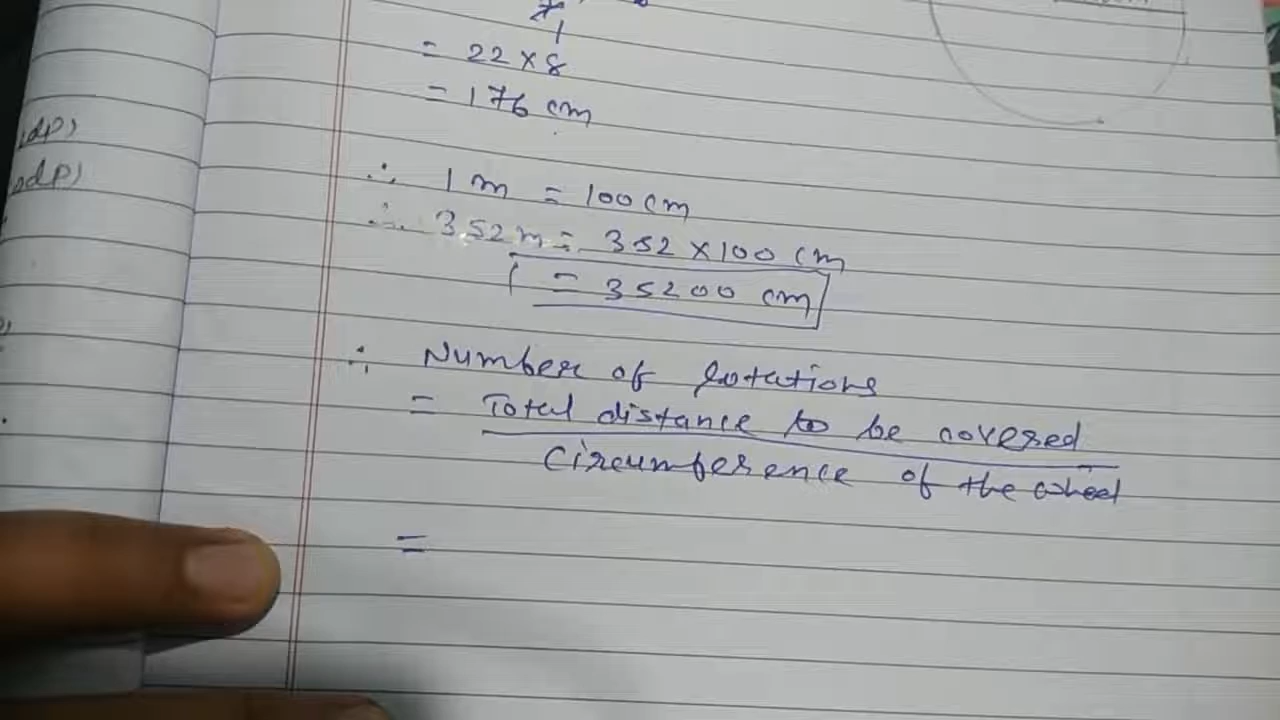 = 22 × 8
= 176 cm
∴ 1 m = 100 cm
∴ 352 m = 352 × 100 cm
= 35200 cm
∴ Number of rotations
= Total distance to be covered
Circumference of the wheel
=